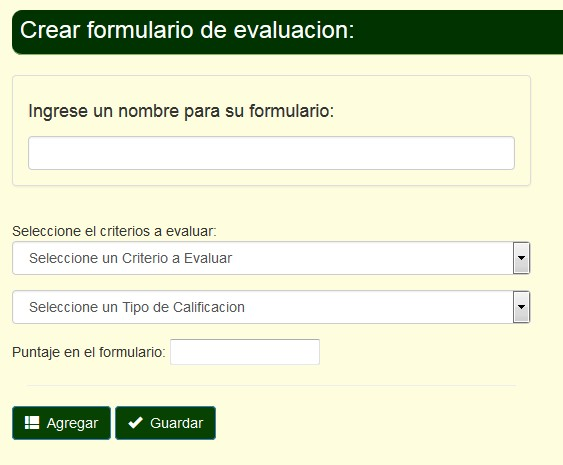 Crear formulario de evaluacion:
Ingrese un nombre para su formulario:
Seleccione el criterios a evaluar:
Seleccione un Criterio a Evaluar
Seleccione un Tipo de Calificacion
Puntaje en el formulario:
Agregar Guardar